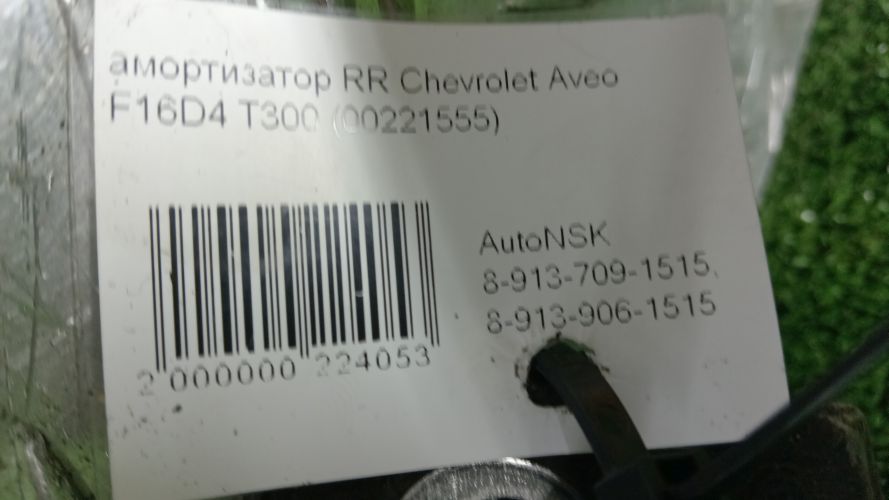 амортизатор RR Chevrolet Aveo
F16D4 T300 (00221555)
AutoNSK
8-913-709-1515,
8-913-906-1515
2 000000 224053